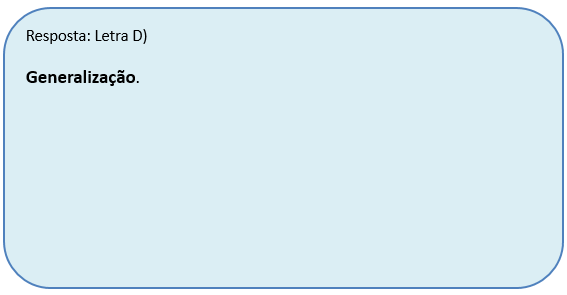 Resposta: Letra D)
Generalização.